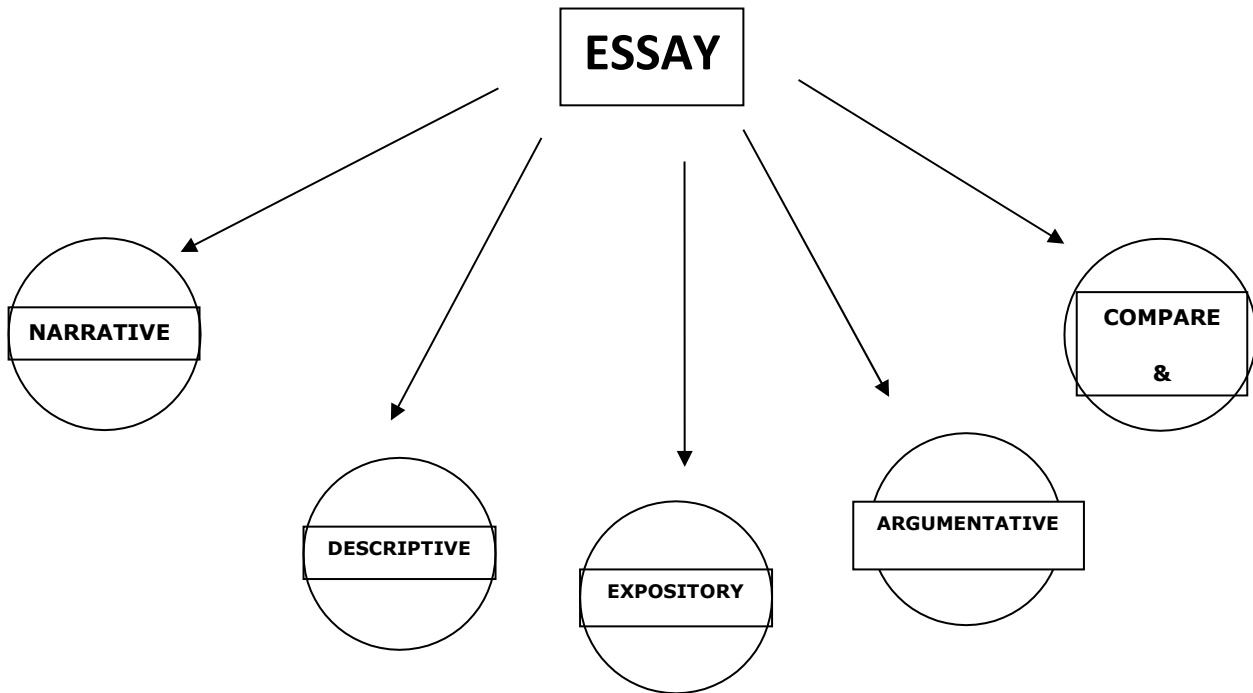 ESSAY
NARRATIVE
COMPARE
&
DESCRIPTIVE
EXPOSITORY
ARGUMENTATIVE